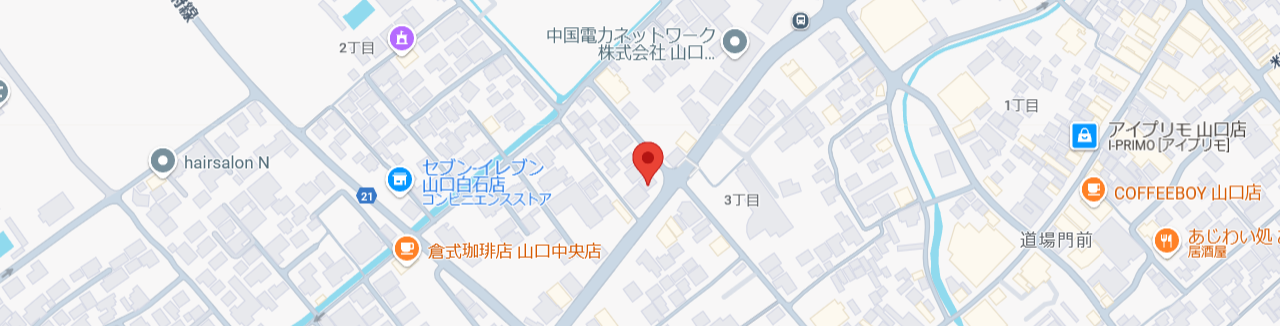 2丁目
中国電力ネットワーク
株式会社 山口...
1丁目
アイプリモ 山口店
I-PRIMO [アイプリモ]
hairsalon N
セブン-イレブン
山口白石店
コンビニエンスストア
21
3丁目
COFFEEBOY 山口店
道場門前
あじわい処
居酒屋
倉式珈琲店 山口中央店